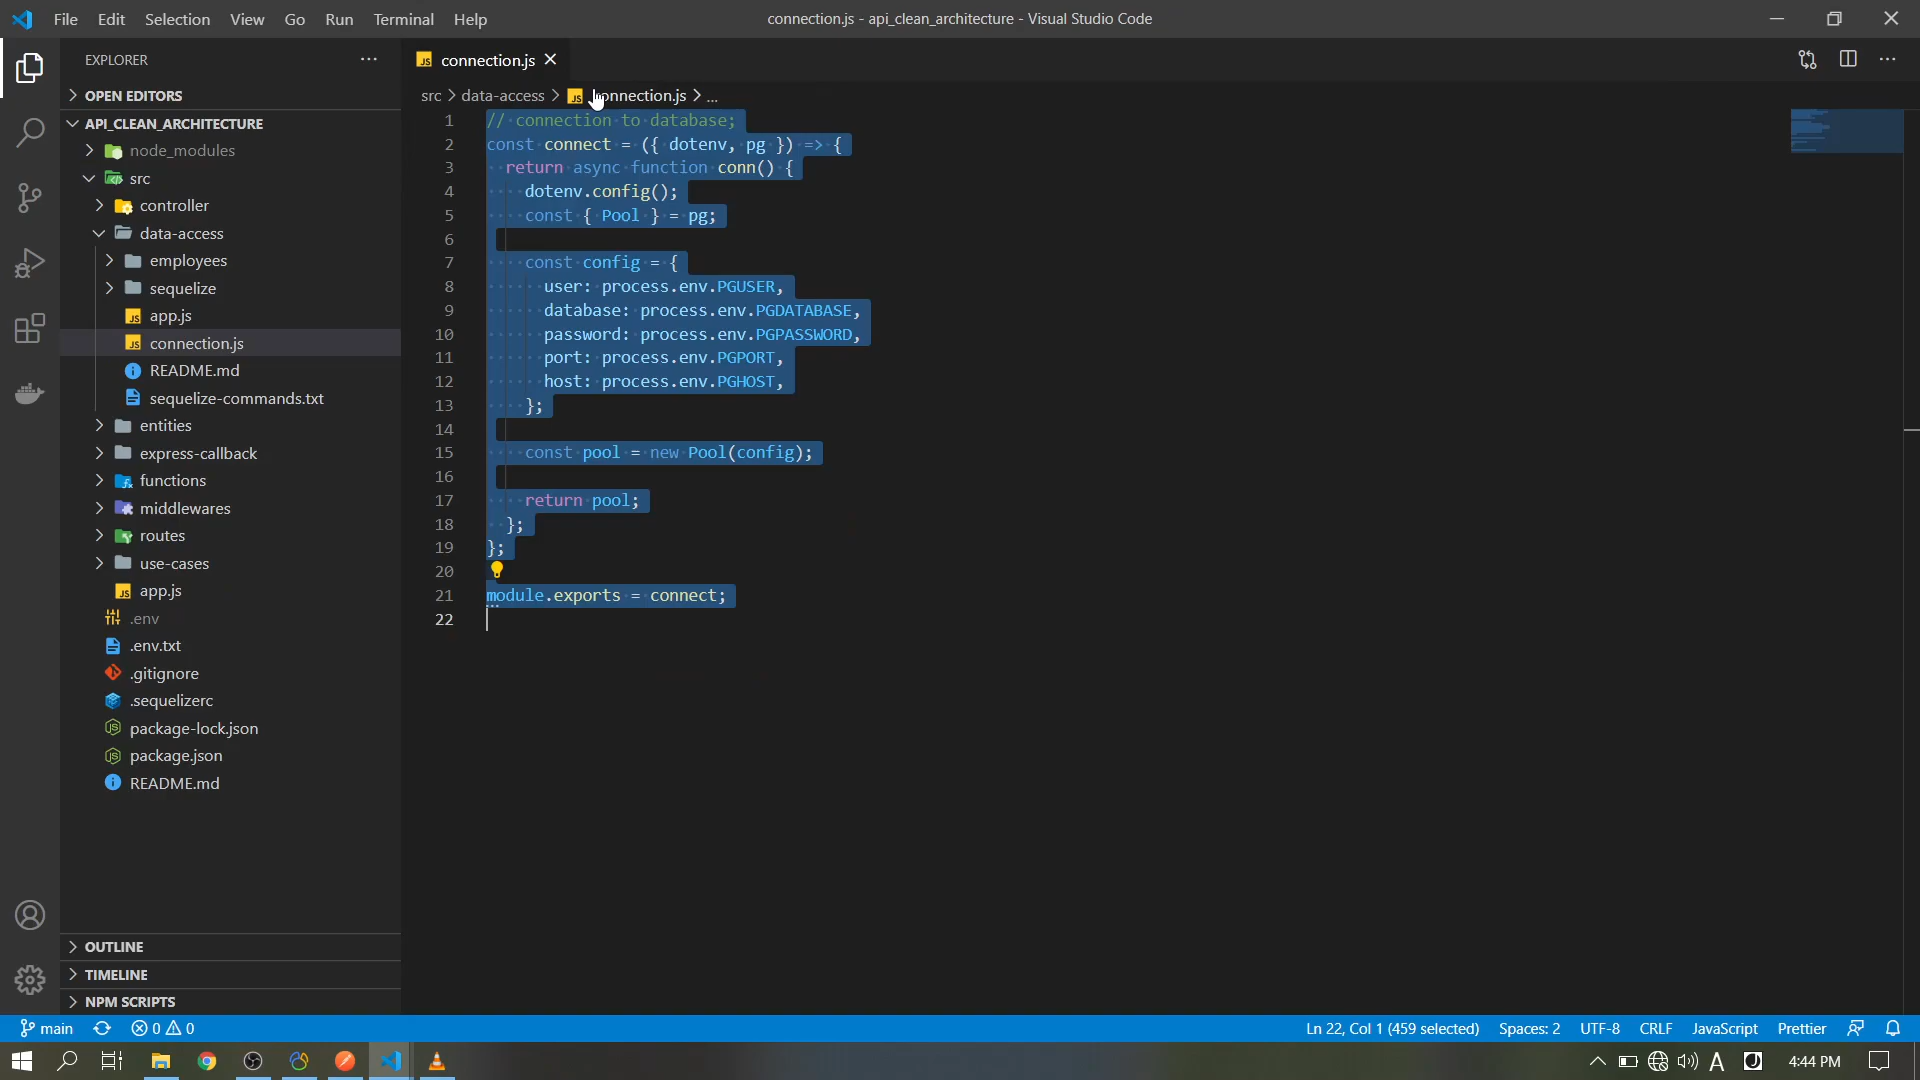 File Edit Selection View Go Run Terminal Help
connection.js - api_clean_architecture - Visual Studio Code
EXPLORER
connection.js
OPEN EDITORS
API_CLEAN_ARCHITECTURE
node_modules
src
controller
data-access
employees
sequelize
app.js
connection.js
README.md
sequelize-commands.txt
entities
express-callback
functions
middlewares
routes
use-cases
app.js
.env
.env.txt
.gitignore
.sequelizerc
package-lock.json
package.json
README.md
OUTLINE
TIMELINE
NPM SCRIPTS
src > data-access > connection.js > ...
1 // connection to database;
2 const connect = ({ dotenv, pg }) => {
3 return async function conn() {
4 dotenv.config();
5 const { Pool } = pg;
6
7 const config = {
8 user: process.env.PGUSER,
9 database: process.env.PGDATABASE,
10 password: process.env.PGPASSWORD,
11 port: process.env.PGPORT,
12 host: process.env.PGHOST,
13 };
14
15 const pool = new Pool(config);
16
17 return pool;
18 };
19 };
20
21 module.exports = connect;
22
main 0 0 Ln 22, Col 1 (459 selected) Spaces: 2 UTF-8 CRLF JavaScript Prettier
A 4:44 PM